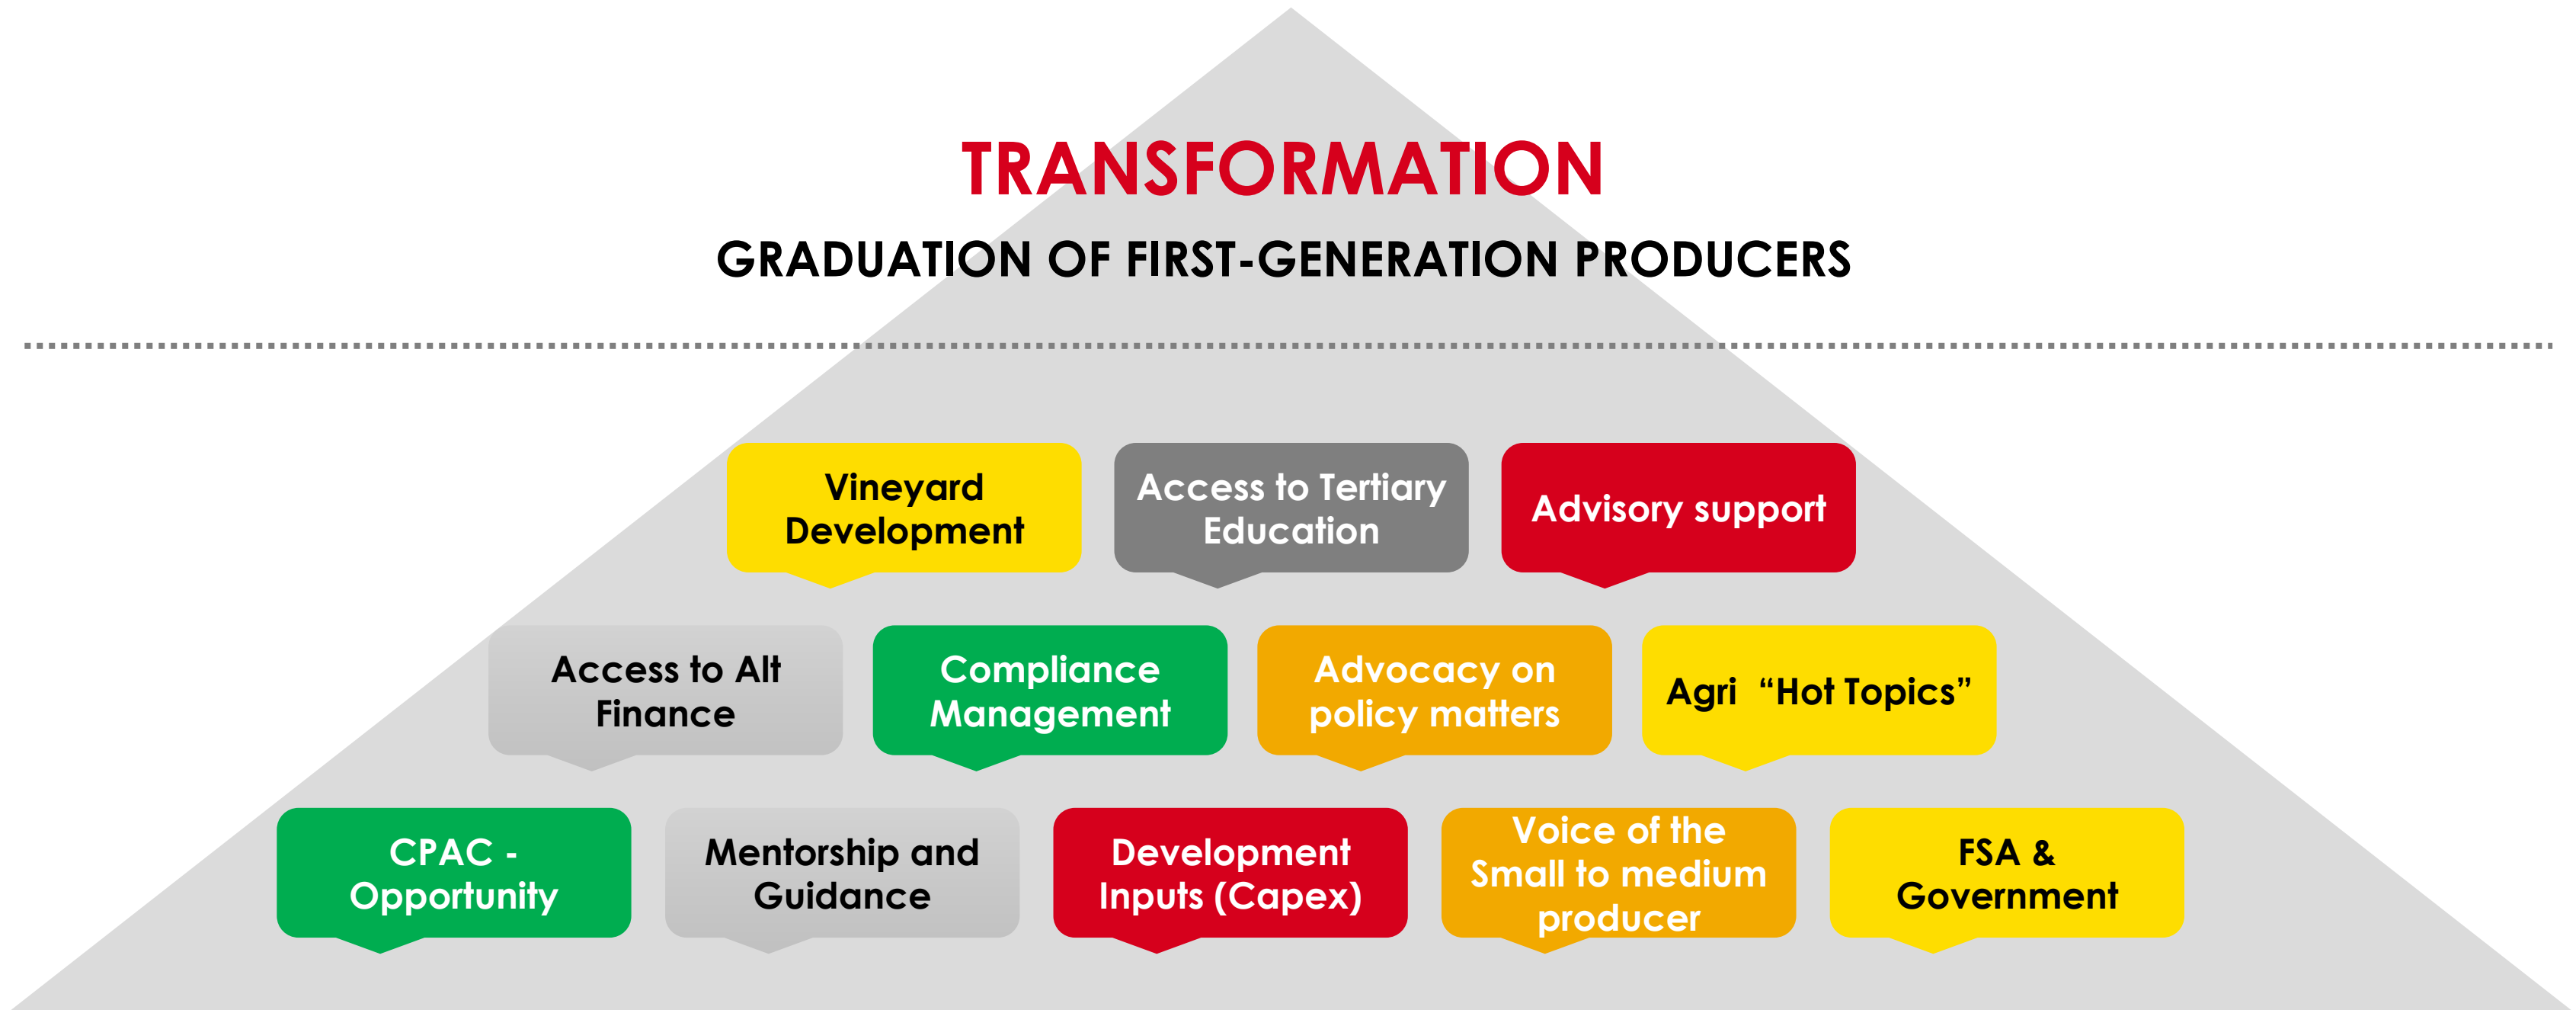 TRANSFORMATION
GRADUATION OF FIRST-GENERATION PRODUCERS
Vineyard
Development
Access to Tertiary
Education
Advisory support
Access to Alt
Finance
Compliance
Management
Advocacy on
policy matters
Agri “Hot Topics”
CPAC -
Opportunity
Mentorship and
Guidance
Development
Inputs (Capex)
Voice of the
Small to medium
producer
FSA &
Government